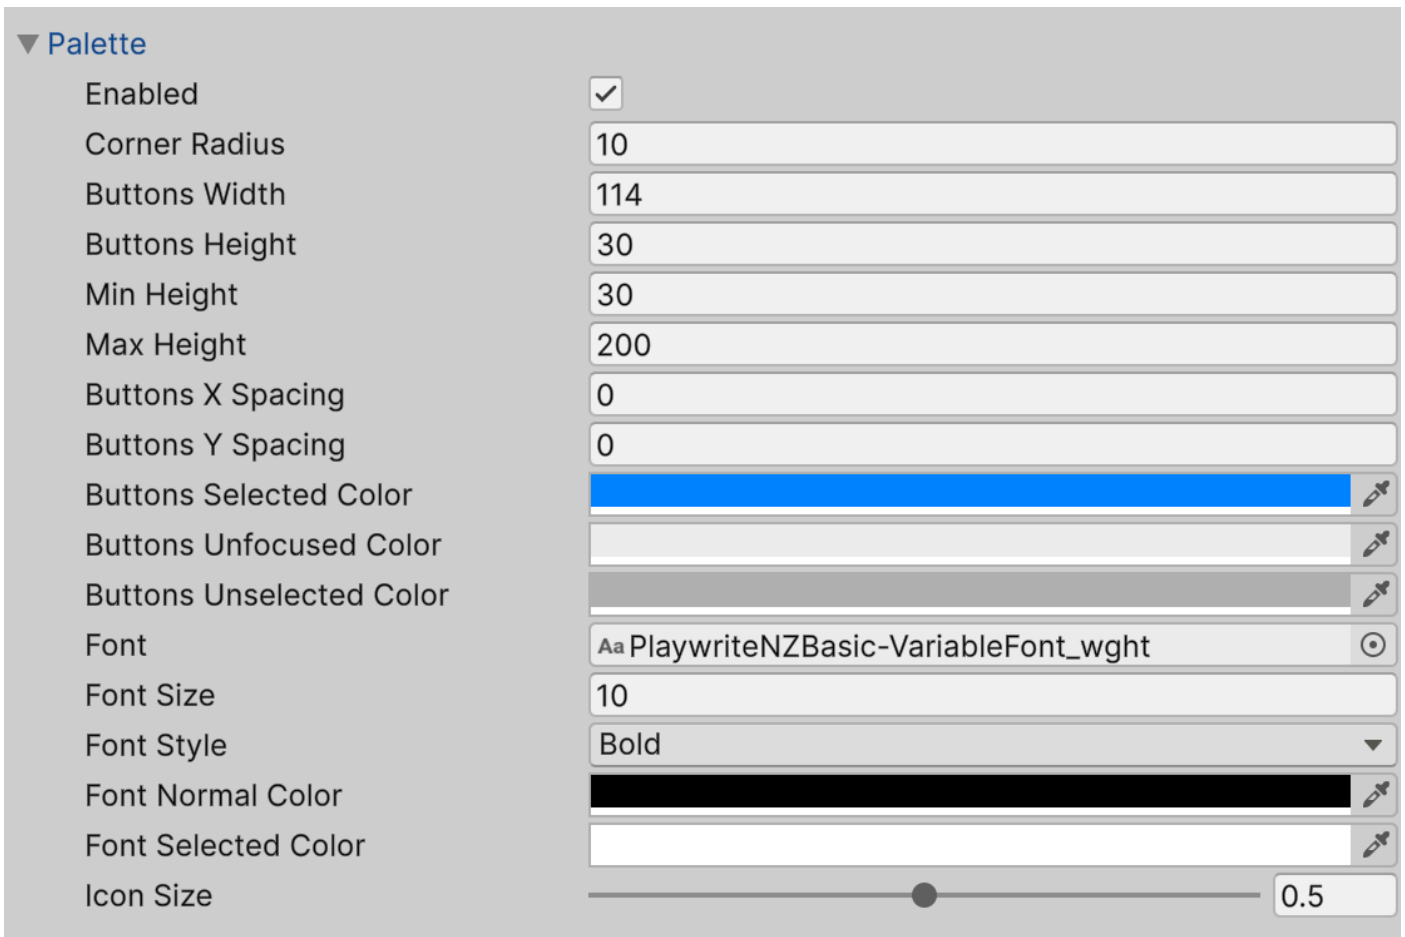 Palette
Enabled
Corner Radius 10
Buttons Width 114
Buttons Height 30
Min Height 30
Max Height 200
Buttons X Spacing 0
Buttons Y Spacing 0
Buttons Selected Color
Buttons Unfocused Color
Buttons Unselected Color
Font Aa PlaywriteNZBasic-VariableFont_wght
Font Size 10
Font Style Bold
Font Normal Color
Font Selected Color
Icon Size 0.5